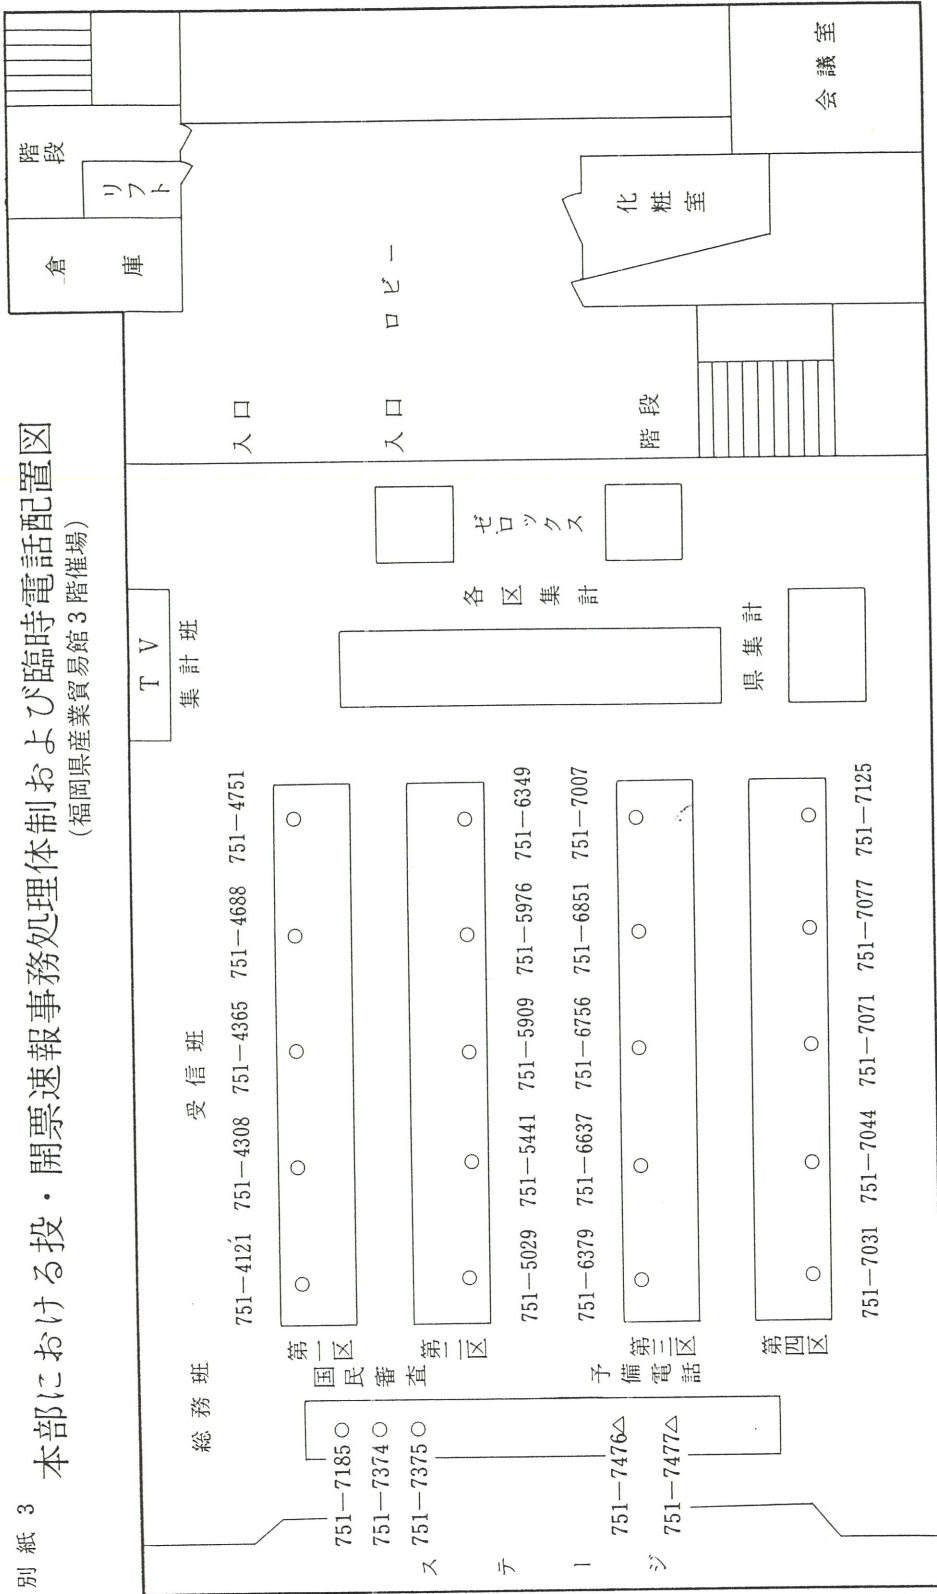 別紙 3
本部における投・開票速報事務処理体制および臨時電話配置図
(福岡県産業貿易館3階催場)
階段
リフト
倉庫
会議室
化粧室
ロビー
入口
入口
階段
TV
集計班
ゼロックス
各区集計
県集計
受信班
751-4121 751-4308 751-4365 751-4688 751-4751
第一区
第二区
751-5029 751-5441 751-5909 751-5976 751-6349
751-6379 751-6637 751-6756 751-6851 751-7007
第三区
第四区
751-7031 751-7044 751-7071 751-7077 751-7125
総務班
国民審査
予備電話
751-7185○
751-7374○
751-7375○
751-7476△
751-7477△
ステージ